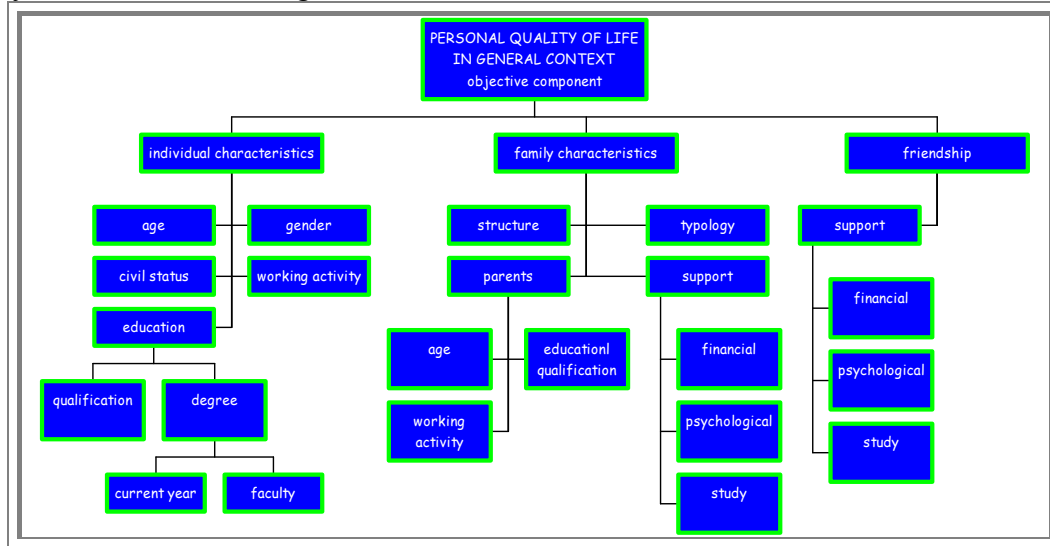 PERSONAL QUALITY OF LIFE
IN GENERAL CONTEXT
objective component
individual characteristics
family characteristics
friendship
age
gender
structure
typology
support
civil status
working activity
parents
support
financial
education
age
educationl
qualification
financial
psychological
qualification
degree
working
activity
psychological
study
current year
faculty
study